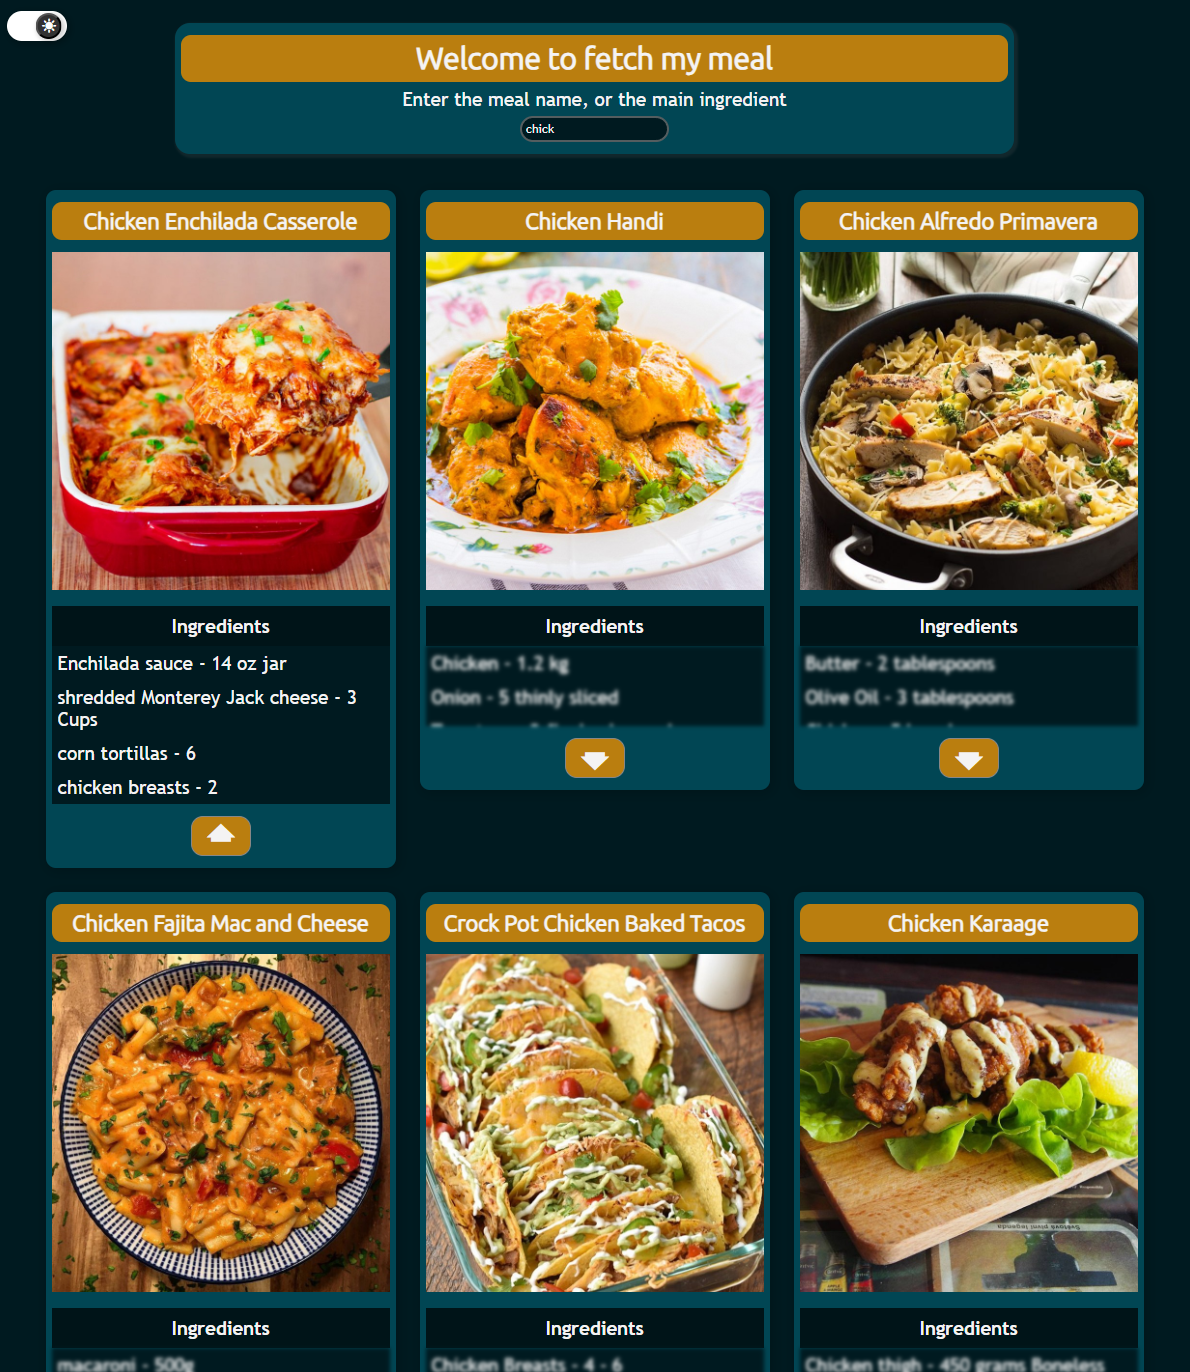 Welcome to fetch my meal
Enter the meal name, or the main ingredient
chick
Chicken Enchilada Casserole
Chicken Handi
Chicken Alfredo Primavera
Ingredients
Enchilada sauce - 14 oz jar
shredded Monterey Jack cheese - 3
Cups
corn tortillas - 6
chicken breasts - 2
Ingredients
Chicken - 1.2 kg
Onion - 5 thinly sliced
Ingredients
Butter - 2 tablespoons
Olive Oil - 3 tablespoons
Chicken Fajita Mac and Cheese
Crock Pot Chicken Baked Tacos
Chicken Karaage
Ingredients
macaroni - 500g
Ingredients
Chicken Breasts - 4 - 6
Ingredients
Chicken thigh - 450 grams Boneless